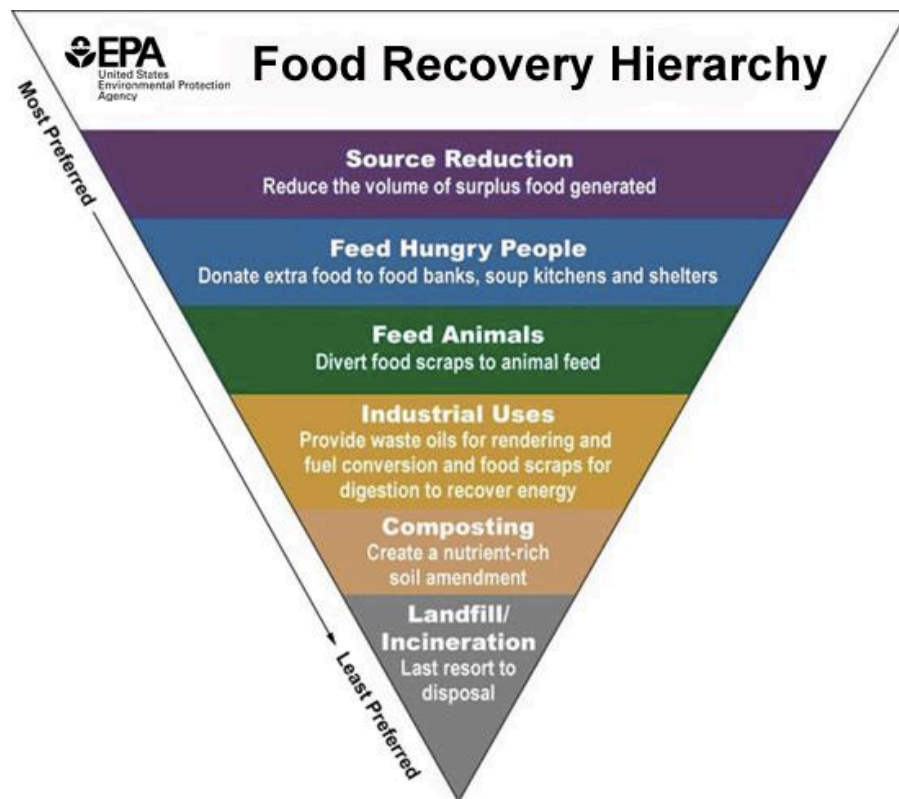 EPA
United States
Environmental Protection
Agency
Food Recovery Hierarchy
Most Preferred
Source Reduction
Reduce the volume of surplus food generated
Feed Hungry People
Donate extra food to food banks, soup kitchens and shelters
Feed Animals
Divert food scraps to animal feed
Industrial Uses
Provide waste oils for rendering and
fuel conversion and food scraps for
digestion to recover energy
Composting
Create a nutrient-rich
soil amendment
Landfill/
Incineration
Last resort to
disposal
Least Preferred